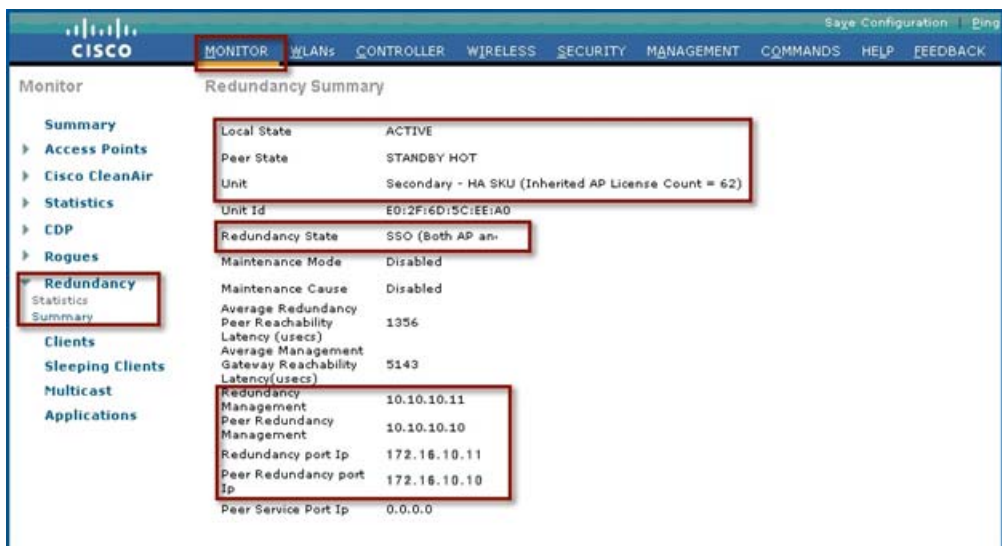 Save Configuration | Ping
CISCO
MONITOR WLANs CONTROLLER WIRELESS SECURITY MANAGEMENT COMMANDS HELP FEEDBACK
Monitor
Summary
Access Points
Cisco CleanAir
Statistics
CDP
Rogues
Redundancy
Statistics
Summary
Clients
Sleeping Clients
Multicast
Applications
Redundancy Summary
Local State ACTIVE
Peer State STANDBY HOT
Unit Secondary - HA SKU (Inherited AP License Count = 62)
Unit Id E0:2F:6D:5C:EE:A0
Redundancy State SSO (Both AP an
Maintenance Mode Disabled
Maintenance Cause Disabled
Average Redundancy
Peer Reachability 1356
Latency (usecs)
Average Management
Gateway Reachability 5143
Latency(usecs)
Redundancy
Management 10.10.10.11
Peer Redundancy
Management 10.10.10.10
Redundancy port Ip 172.16.10.11
Peer Redundancy port
Ip 172.16.10.10
Peer Service Port Ip 0.0.0.0